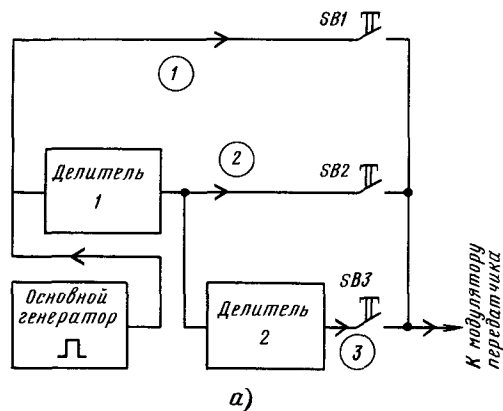 SB1
1
2
SB2
Делитель
1
Основной
генератор
Делитель
2
SB3
3
К модулятору
передатчика
а)